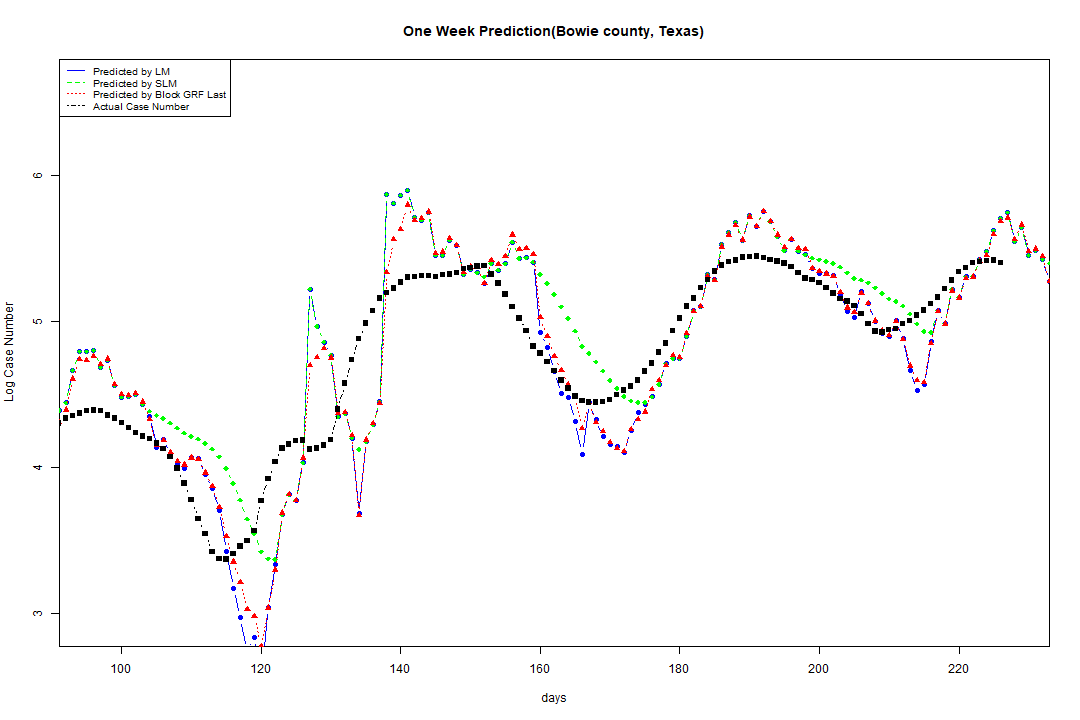 One Week Prediction(Bowie county, Texas)
Predicted by LM
Predicted by SLM
Predicted by Block GRF Last
Actual Case Number
Log Case Number
6
5
4
3
100 120 140 160 180 200 220
days